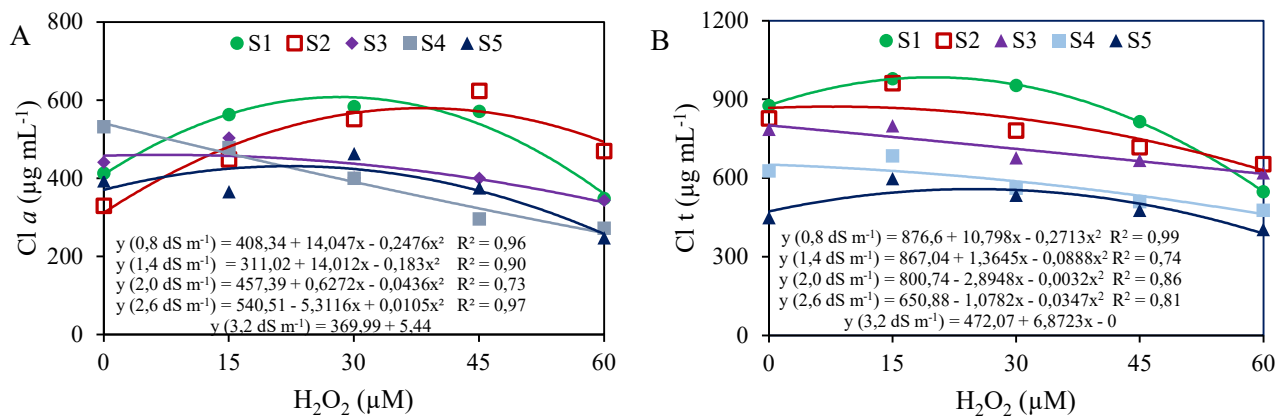 A
Cl a (µg mL⁻¹)
800
600
400
200
0
S1 S2 S3 S4 S5
y (0,8 dS m⁻¹) = 408,34 + 14,047x - 0,2476x² R² = 0,96
y (1,4 dS m⁻¹) = 311,02 + 14,012x - 0,183x² R² = 0,90
y (2,0 dS m⁻¹) = 457,39 + 0,6272x - 0,0436x² R² = 0,73
y (2,6 dS m⁻¹) = 540,51 - 5,3116x + 0,0105x² R² = 0,97
y (3,2 dS m⁻¹) = 369,99 + 5,44
0 15 30 45 60
H₂O₂ (µM)
B
Cl t (µg mL⁻¹)
1200
900
600
300
0
S1 S2 S3 S4 S5
y (0,8 dS m⁻¹) = 876,6 + 10,798x - 0,2713x² R² = 0,99
y (1,4 dS m⁻¹) = 867,04 + 1,3645x - 0,0888x² R² = 0,74
y (2,0 dS m⁻¹) = 800,74 - 2,8948x - 0,0032x² R² = 0,86
y (2,6 dS m⁻¹) = 650,88 - 1,0782x - 0,0347x² R² = 0,81
y (3,2 dS m⁻¹) = 472,07 + 6,8723x - 0
0 15 30 45 60
H₂O₂ (µM)